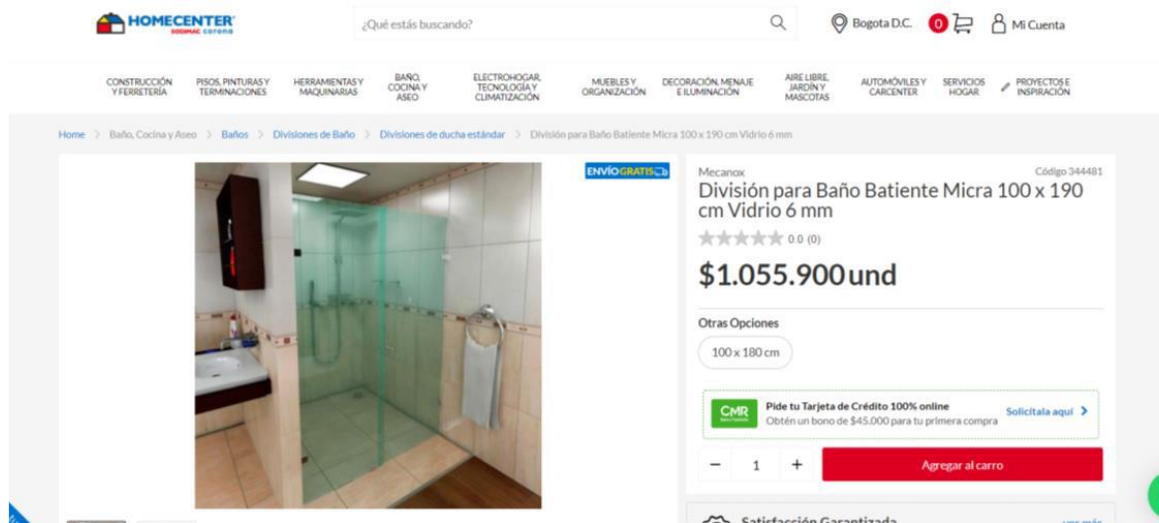 HOMECENTER
SODIMAC corona
¿Qué estás buscando?
Bogota D.C.
0
Mi Cuenta
CONSTRUCCIÓN
Y FERRETERÍA
PISOS, PINTURAS Y
TERMINACIONES
HERRAMIENTAS Y
MAQUINARIAS
BAÑO,
COCINA Y
ASEO
ELECTROHOGAR,
TECNOLOGÍA Y
CLIMATIZACIÓN
MUEBLES Y
ORGANIZACIÓN
DECORACIÓN, MENAJE
E ILUMINACIÓN
AIRE LIBRE,
JARDÍN Y
MASCOTAS
AUTOMÓVILES Y
CARCENTER
SERVICIOS
HOGAR
PROYECTOS E
INSPIRACIÓN
Home > Baño, Cocina y Aseo > Baños > Divisiones de Baño > Divisiones de ducha estándar > División para Baño Batiente Micra 100 x 190 cm Vidrio 6 mm
ENVÍO GRATIS
Mecanox
Código 344481
División para Baño Batiente Micra 100 x 190
cm Vidrio 6 mm
0.0 (0)
$1.055.900 und
Otras Opciones
100 x 180 cm
CMR
Pide tu Tarjeta de Crédito 100% online
Obtén un bono de $45.000 para tu primera compra
Solicítala aquí >
− 1 +
Agregar al carro
Satisfacción Garantizada
ver más